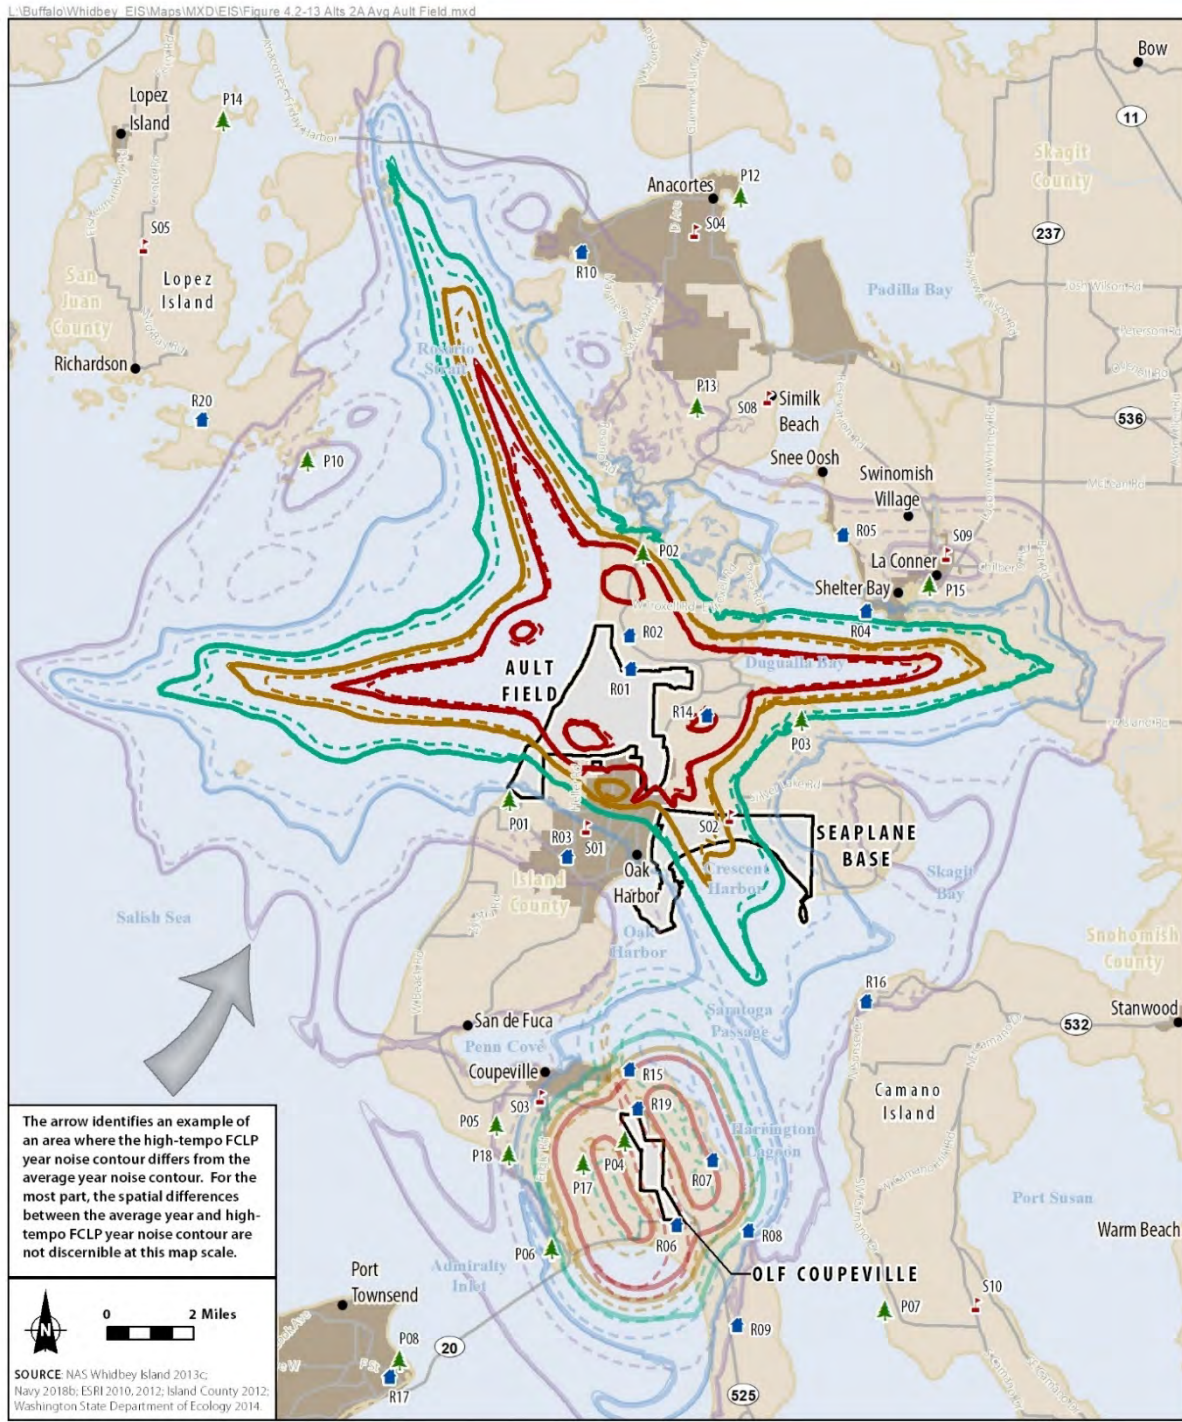 L:\Buffalo\Whidbey_EIS\Maps\MXD\EIS\Figure 4.2-13 Alts 2A Avg Ault Field.mxd
Bow
Lopez
Island
P14
11
Skagit
County
Anacortes
P12
S04
D Ave
237
S05
San
Juan
County
Lopez
Island
R10
Padilla Bay
Josh Wilson Rd
Peterson Rd
Rosario
Strait
Richardson
R20
P13
S08
Similk
Beach
536
P10
Snee Oosh
Swinomish
Village
McLean Rd
R05
S09
P02
La Conner
Shelter Bay
P15
R04
R02
AULT
FIELD
R01
Dugualla Bay
R14
P03
P01
R03
S01
S02
SEAPLANE
BASE
Oak
Harbor
Crescent
Harbor
Island
County
Skagit
Bay
Salish Sea
Oak
Harbor
Snohomish
County
R16
Stanwood
San de Fuca
Saratoga
Passage
532
Penn Cove
Coupeville
R15
Camano
Island
S03
R19
P05
P18
P04
P17
R07
Harrington
Lagoon
Port Susan
R06
R08
Warm Beach
P06
Admiralty
Inlet
OLF COUPEVILLE
Port
Townsend
S10
P07
R09
P08
20
R17
525
The arrow identifies an example of
an area where the high-tempo FCLP
year noise contour differs from the
average year noise contour. For the
most part, the spatial differences
between the average year and high-
tempo FCLP year noise contour are
not discernible at this map scale.
N
0 2 Miles
SOURCE: NAS Whidbey Island 2013c;
Navy 2018b; ESRI 2010, 2012; Island County 2012;
Washington State Department of Ecology 2014.